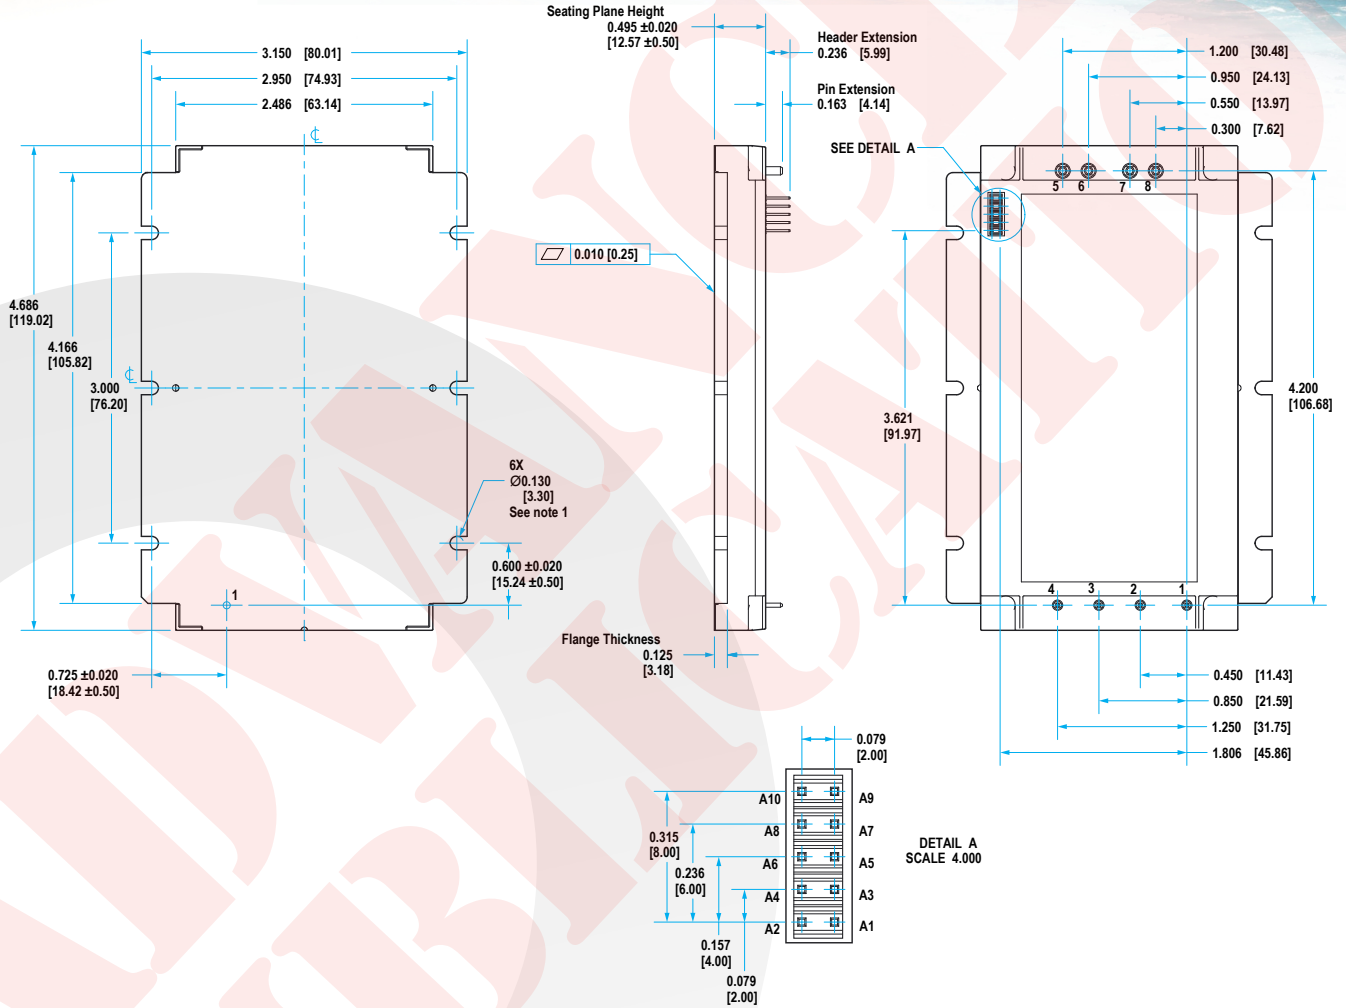 Seating Plane Height
0.495 ±0.020
[12.57 ±0.50]
Header Extension
0.236 [5.99]
Pin Extension
0.163 [4.14]
3.150 [80.01]
2.950 [74.93]
2.486 [63.14]
1.200 [30.48]
0.950 [24.13]
0.550 [13.97]
0.300 [7.62]
SEE DETAIL A
5 6 7 8
0.010 [0.25]
4.686
[119.02]
4.166
[105.82]
3.000
[76.20]
6X
Ø0.130
[3.30]
See note 1
0.600 ±0.020
[15.24 ±0.50]
1
0.725 ±0.020
[18.42 ±0.50]
Flange Thickness
0.125
[3.18]
3.621
[91.97]
4.200
[106.68]
4 3 2 1
0.450 [11.43]
0.850 [21.59]
1.250 [31.75]
1.806 [45.86]
0.079
[2.00]
A10 A9
A8 A7
A6 A5
A4 A3
A2 A1
0.315
[8.00]
0.236
[6.00]
0.157
[4.00]
0.079
[2.00]
DETAIL A
SCALE 4.000